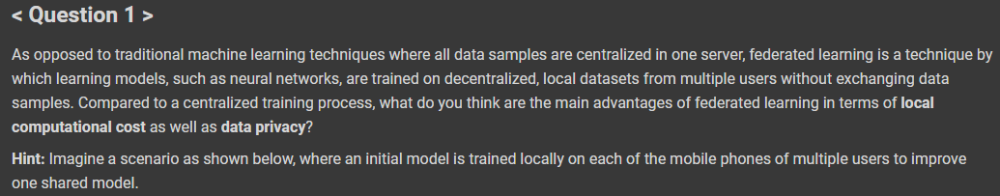 < Question 1 >
As opposed to traditional machine learning techniques where all data samples are centralized in one server, federated learning is a technique by
which learning models, such as neural networks, are trained on decentralized, local datasets from multiple users without exchanging data
samples. Compared to a centralized training process, what do you think are the main advantages of federated learning in terms of local
computational cost as well as data privacy?
Hint: Imagine a scenario as shown below, where an initial model is trained locally on each of the mobile phones of multiple users to improve
one shared model.